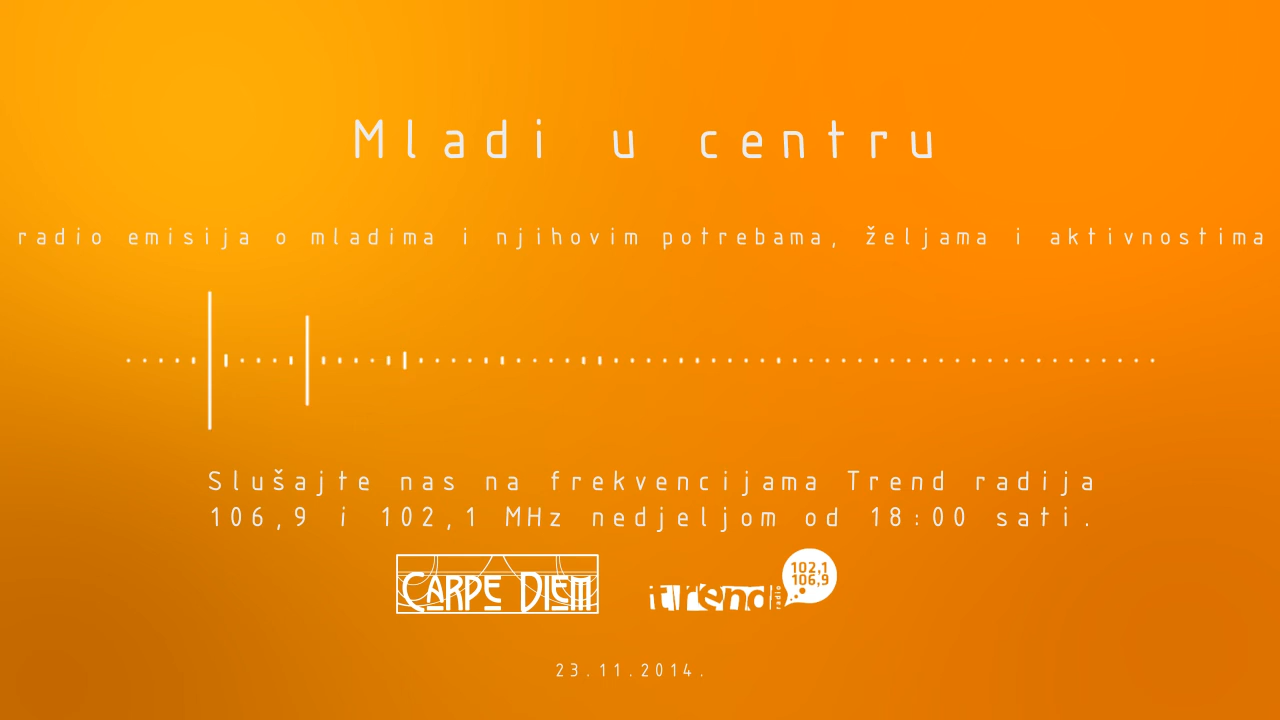 Mladi u centru
radio emisija o mladima i njihovim potrebama, željama i aktivnostima
Slušajte nas na frekvencijama Trend radija
106,9 i 102,1 MHz nedjeljom od 18:00 sati.
CARPE DIEM
trend radio
102,1
106,9
23.11.2014.